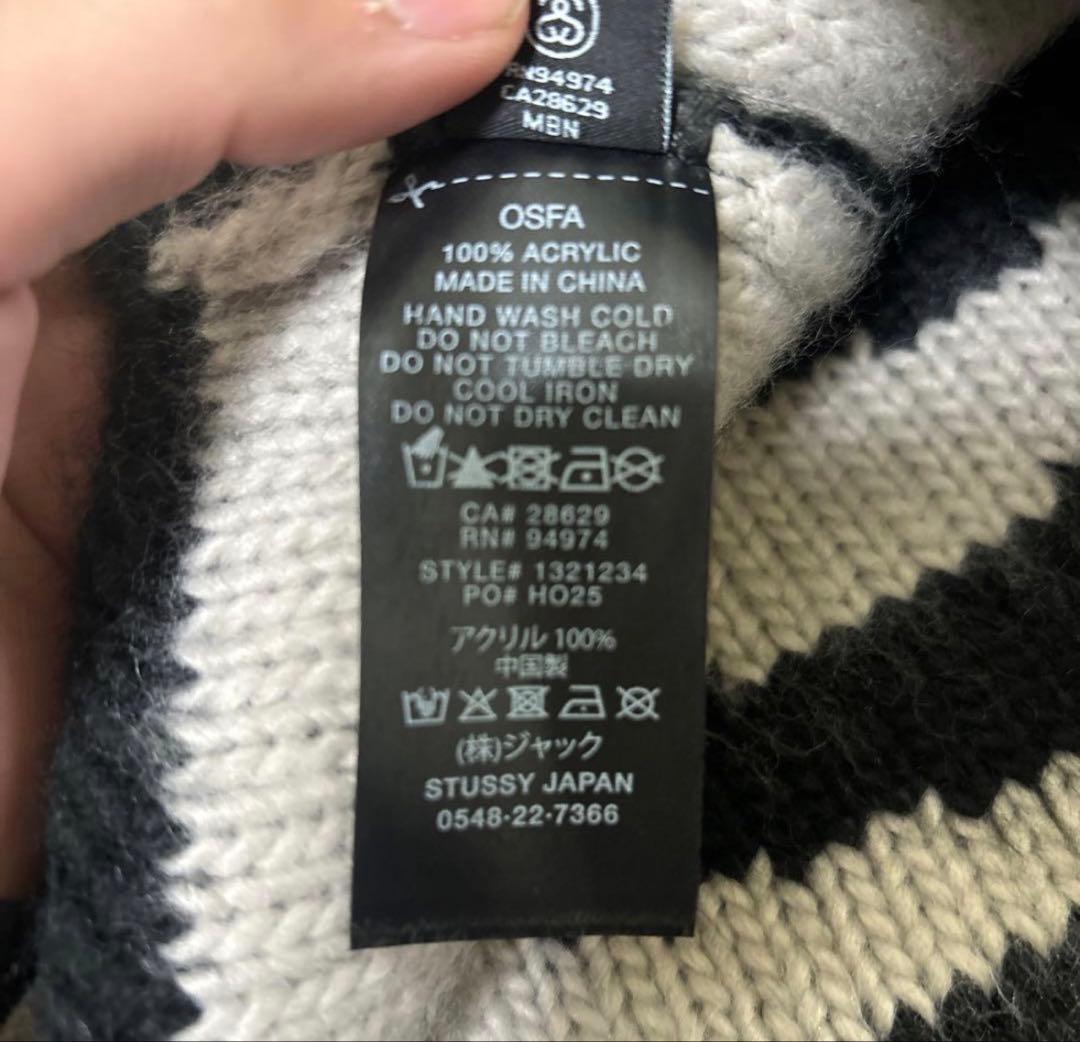 RN94974
CA28629
MBN
OSFA
100% ACRYLIC
MADE IN CHINA
HAND WASH COLD
DO NOT BLEACH
DO NOT TUMBLE DRY
COOL IRON
DO NOT DRY CLEAN
CA# 28629
RN# 94974
STYLE# 1321234
PO# HO25
アクリル 100%
中国製
(株)ジャック
STUSSY JAPAN
0548·22·7366